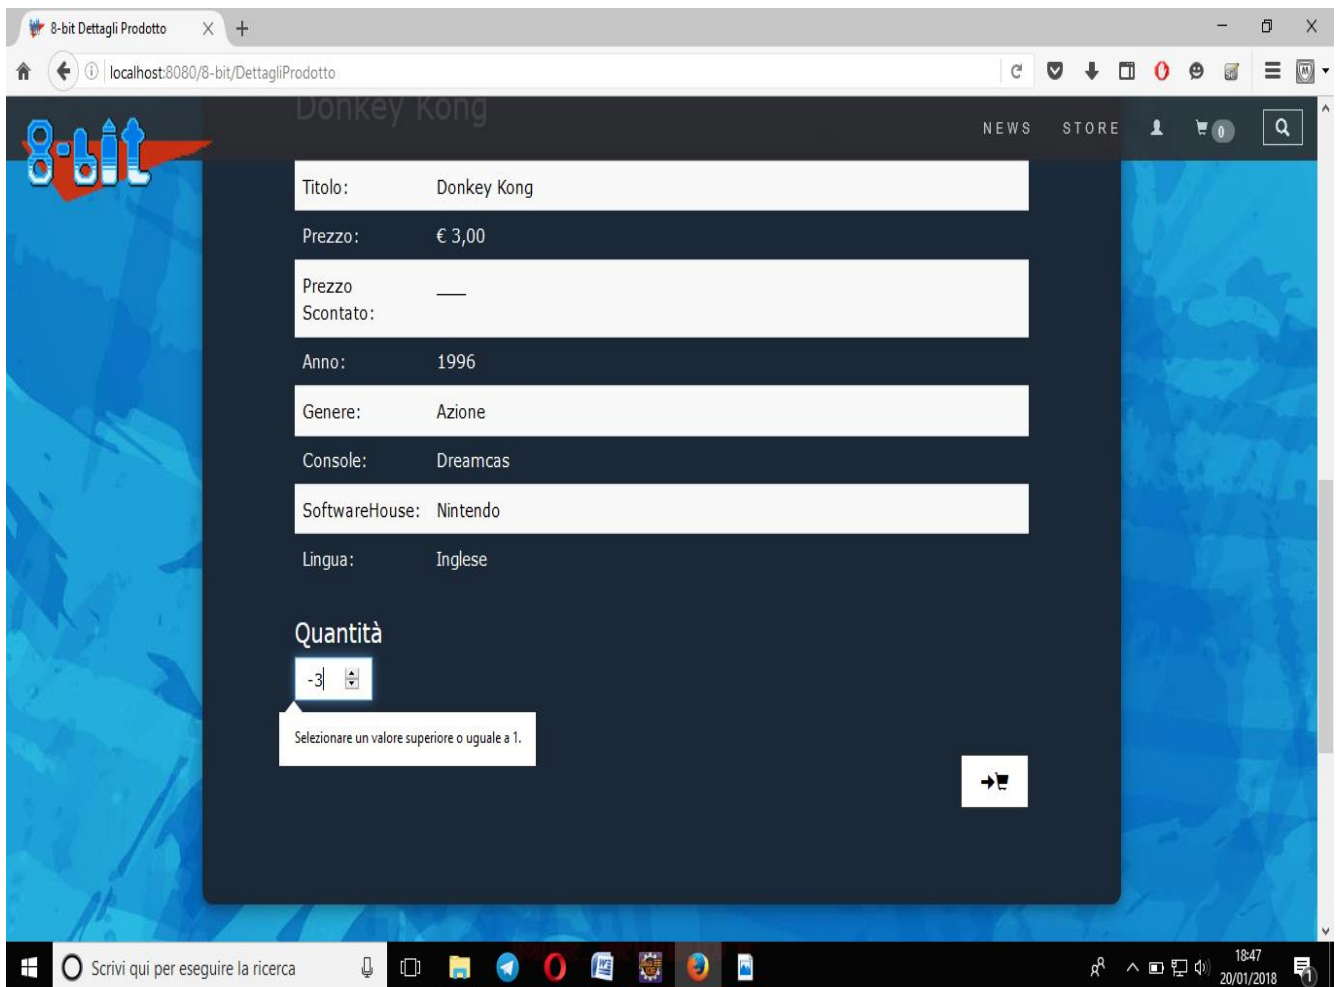 8-bit Dettagli Prodotto
localhost:8080/8-bit/DettagliProdotto
8-bit
Donkey Kong
NEWS STORE 0
Titolo: Donkey Kong
Prezzo: € 3,00
Prezzo Scontato: ___
Anno: 1996
Genere: Azione
Console: Dreamcas
SoftwareHouse: Nintendo
Lingua: Inglese
Quantità
-3
Selezionare un valore superiore o uguale a 1.
Scrivi qui per eseguire la ricerca
18:47
20/01/2018
1